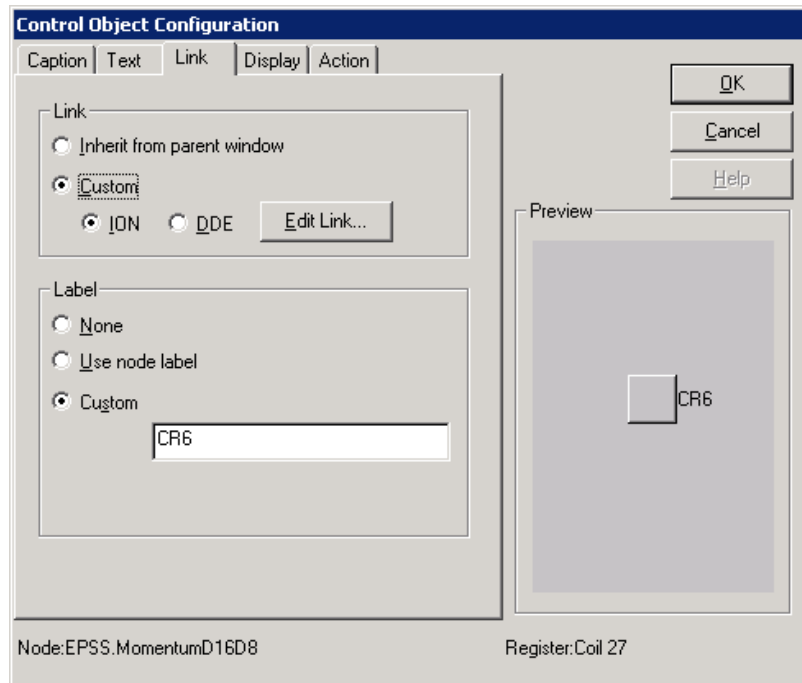 Control Object Configuration
Caption Text Link Display Action
OK
Cancel
Help
Link
Inherit from parent window
Custom
ION DDE Edit Link...
Label
None
Use node label
Custom
CR6
Preview
CR6
Node:EPSS.MomentumD16D8 Register:Coil 27